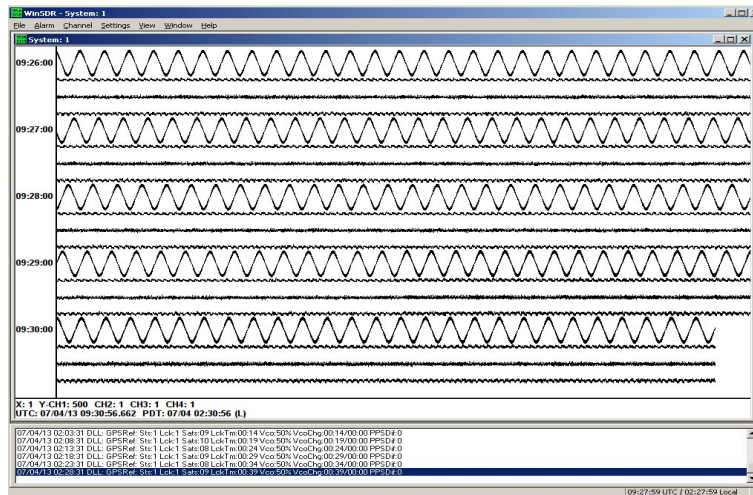 WinSDR - System: 1
File Alarm Channel Settings View Window Help
System: 1
09:26:00
09:27:00
09:28:00
09:29:00
09:30:00
X: 1 Y-CH1: 500 CH2: 1 CH3: 1 CH4: 1
UTC: 07/04/13 09:30:56.662 PDT: 07/04 02:30:56 (L)
07/04/13 02:03:31 DLL: GPSRef: Sts:1 Lck:1 Sats:09 LckTm:00:14 Vco:50% VcoChg:00:14/00:00 PPSDif:0
07/04/13 02:08:31 DLL: GPSRef: Sts:1 Lck:1 Sats:10 LckTm:00:19 Vco:50% VcoChg:00:19/00:00 PPSDif:0
07/04/13 02:13:31 DLL: GPSRef: Sts:1 Lck:1 Sats:08 LckTm:00:24 Vco:50% VcoChg:00:24/00:00 PPSDif:0
07/04/13 02:18:31 DLL: GPSRef: Sts:1 Lck:1 Sats:09 LckTm:00:29 Vco:50% VcoChg:00:29/00:00 PPSDif:0
07/04/13 02:23:31 DLL: GPSRef: Sts:1 Lck:1 Sats:08 LckTm:00:34 Vco:50% VcoChg:00:34/00:00 PPSDif:0
07/04/13 02:28:31 DLL: GPSRef: Sts:1 Lck:1 Sats:09 LckTm:00:39 Vco:50% VcoChg:00:39/00:00 PPSDif:0
09:27:59 UTC / 02:27:59 Local